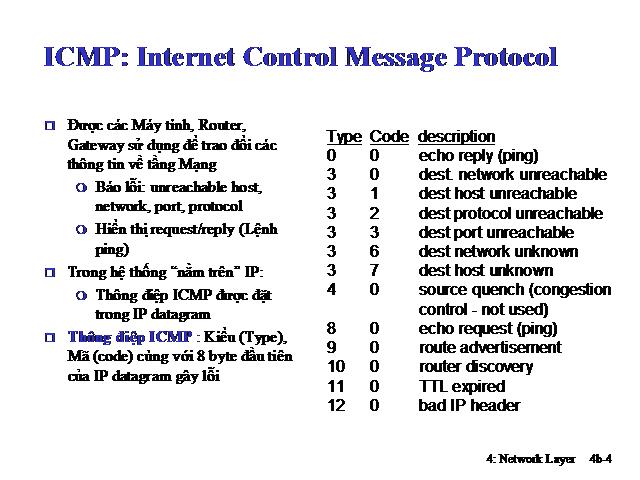 ICMP: Internet Control Message Protocol
Được các Máy tính, Router,
Gateway sử dụng để trao đổi các
thông tin về tầng Mạng
Báo lỗi: unreachable host,
network, port, protocol
Hiển thị request/reply (Lệnh
ping)
Trong hệ thống “nằm trên” IP:
Thông điệp ICMP được đặt
trong IP datagram
Thông điệp ICMP : Kiểu (Type),
Mã (code) cùng với 8 byte đầu tiên
của IP datagram gây lỗi
Type Code description
0 0 echo reply (ping)
3 0 dest. network unreachable
3 1 dest host unreachable
3 2 dest protocol unreachable
3 3 dest port unreachable
3 6 dest network unknown
3 7 dest host unknown
4 0 source quench (congestion
control - not used)
8 0 echo request (ping)
9 0 route advertisement
10 0 router discovery
11 0 TTL expired
12 0 bad IP header
4: Network Layer 4b-4